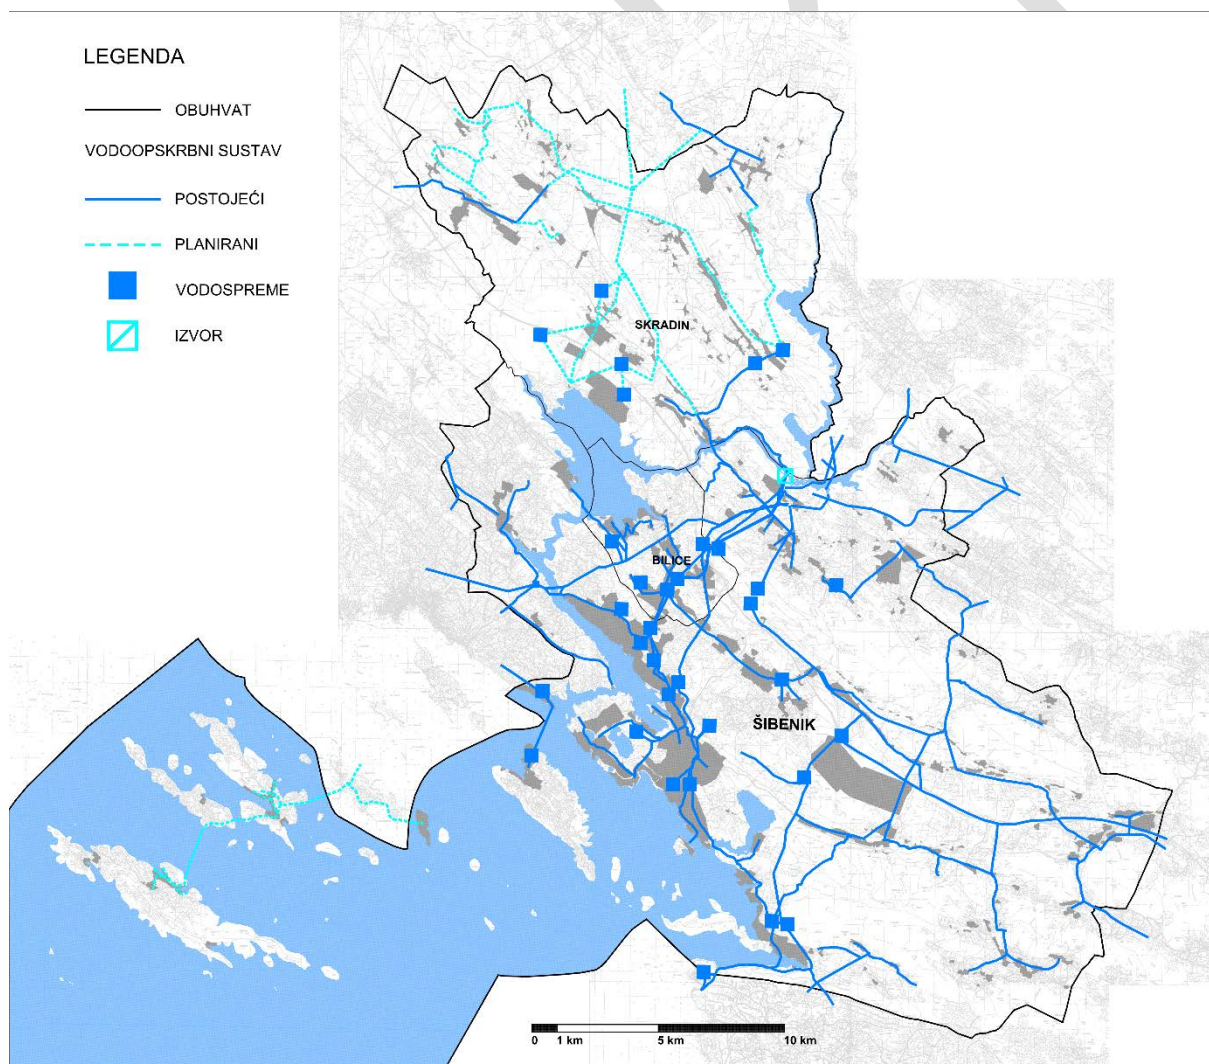 LEGENDA
OBUHVAT
VODOOPSKRBNI SUSTAV
POSTOJEĆI
PLANIRANI
VODOSPREME
IZVOR
SKRADIN
BILICE
ŠIBENIK
0 1 km 5 km 10 km